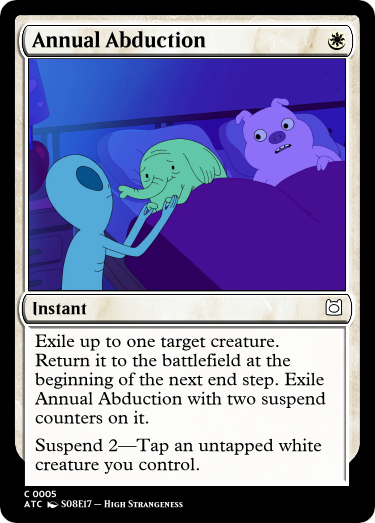 Annual Abduction
Instant
Exile up to one target creature.
Return it to the battlefield at the
beginning of the next end step. Exile
Annual Abduction with two suspend
counters on it.
Suspend 2—Tap an untapped white
creature you control.
C 0005
ATC S08E17 — High Strangeness